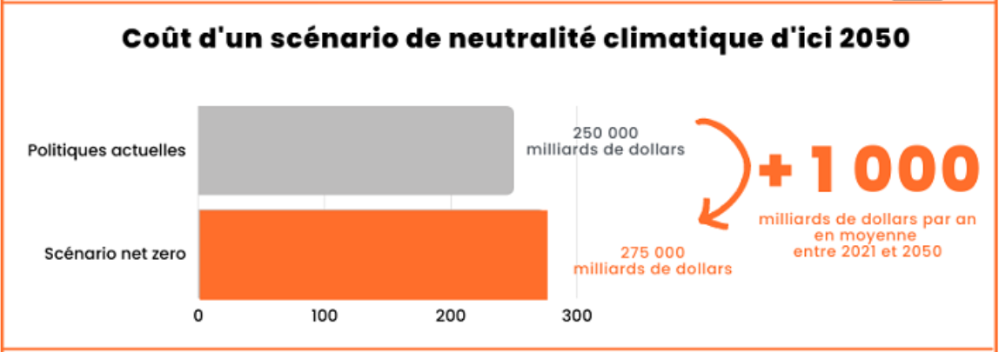 Coût d'un scénario de neutralité climatique d'ici 2050
Politiques actuelles
250 000
milliards de dollars
+ 1 000
milliards de dollars par an
en moyenne
entre 2021 et 2050
Scénario net zero
275 000
milliards de dollars
0 100 200 300